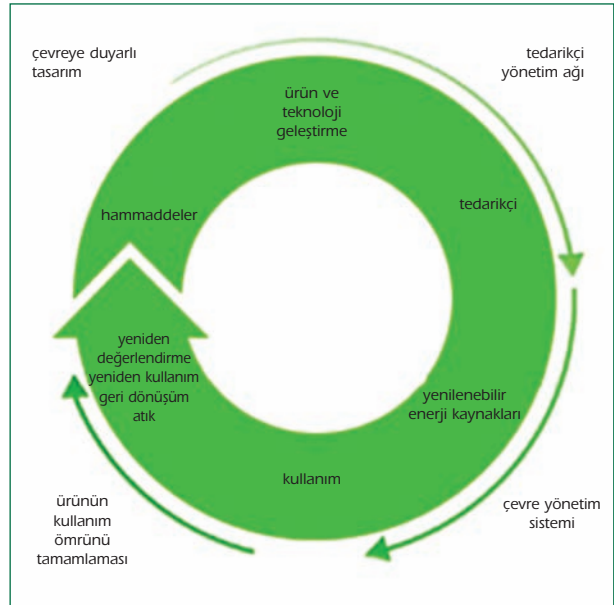 çevreye duyarlı
tasarım
tedarikçi
yönetim ağı
ürün ve
teknoloji
geliştirme
hammaddeler
tedarikçi
yeniden
değerlendirme
yeniden kullanım
geri dönüşüm
atık
yenilenebilir
enerji kaynakları
kullanım
ürünün
kullanım
ömrünü
tamamlaması
çevre yönetim
sistemi